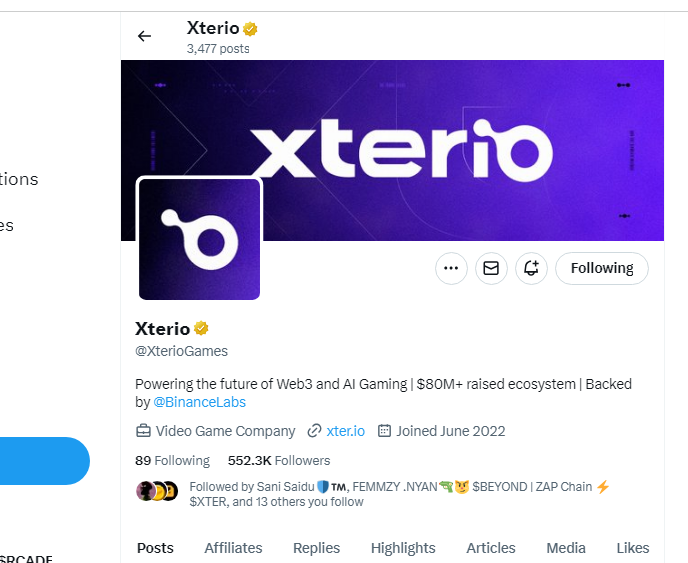 Xterio
3,477 posts
xterio
tions
es
Following
Xterio
@XterioGames
Powering the future of Web3 and AI Gaming | $80M+ raised ecosystem | Backed
by @BinanceLabs
Video Game Company xter.io Joined June 2022
89 Following 552.3K Followers
Followed by Sani Saidu🛡️™️, FEMMZY .NYAN🔫😼 $BEYOND | ZAP Chain ⚡
$XTER, and 13 others you follow
Posts Affiliates Replies Highlights Articles Media Likes
$RCADE